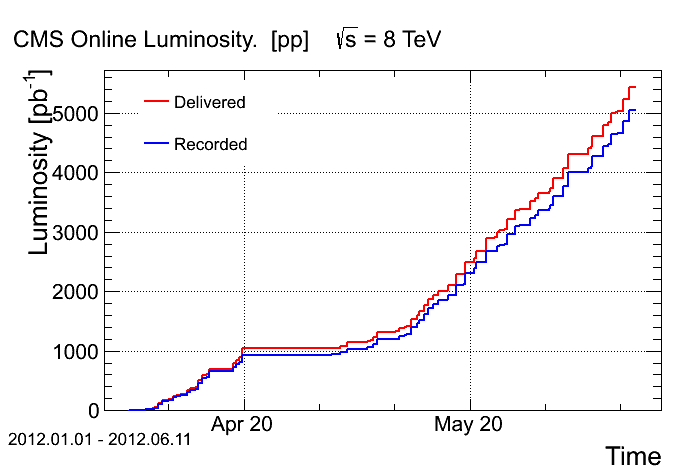 CMS Online Luminosity. [pp] √s = 8 TeV
Luminosity [pb⁻¹]
Delivered
Recorded
5000
4000
3000
2000
1000
0
Apr 20 May 20
2012.01.01 - 2012.06.11
Time